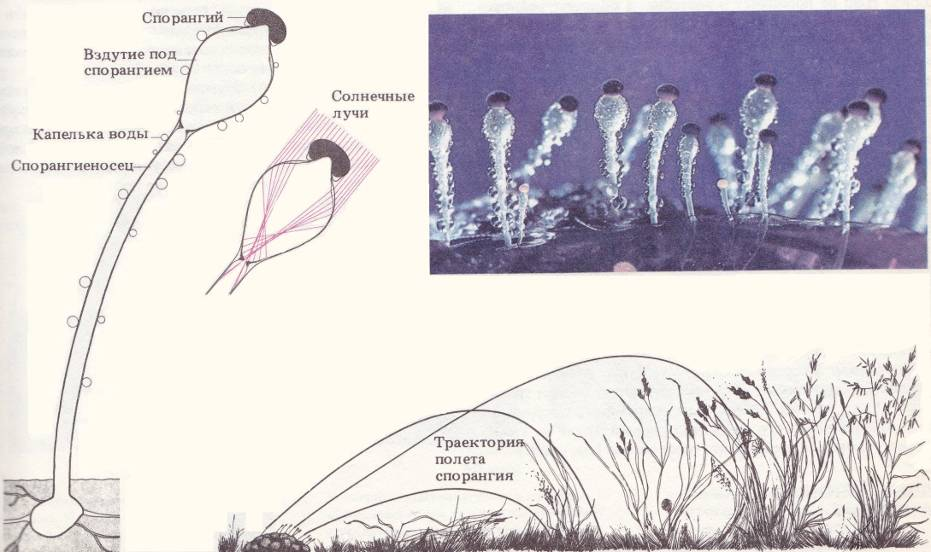 Спорангий
Вздутие под
спорангием
Солнечные
лучи
Капелька воды
Спорангиеносец
Траектория
полета
спорангия